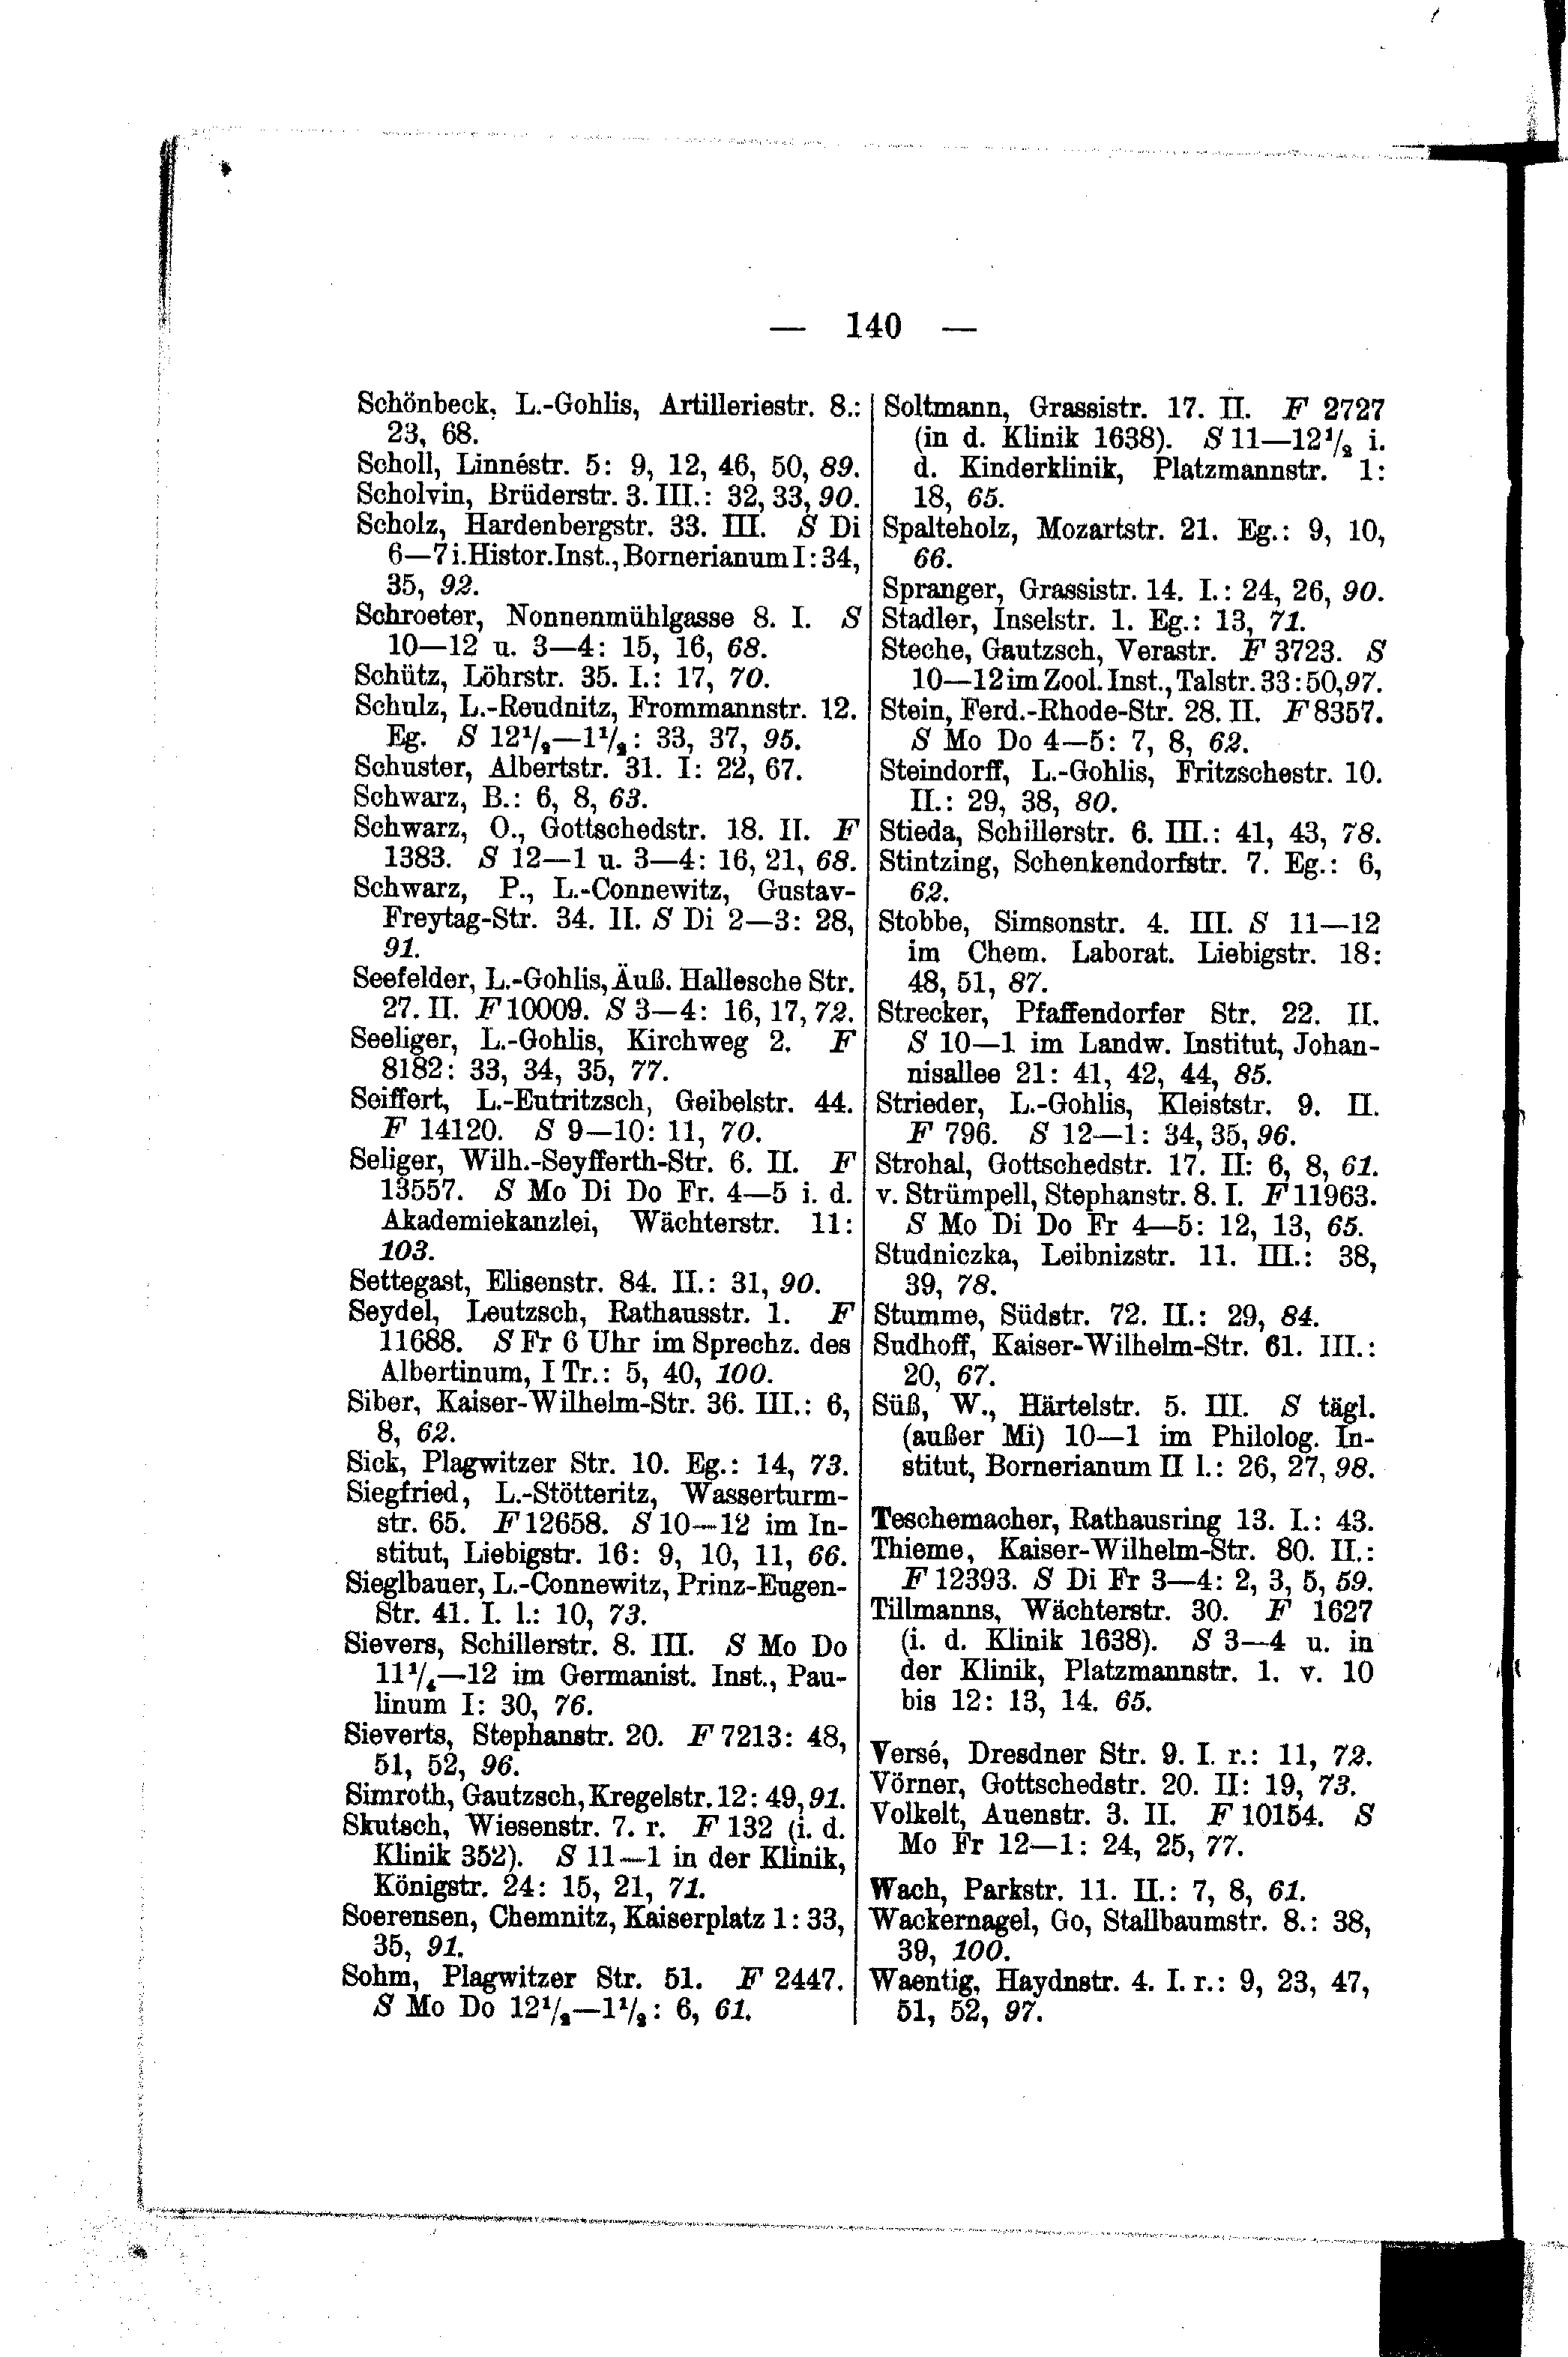 — 140 —
Schönbeck, L.-Gohlis, Artilleriestr. 8.:
23, 68.
Scholl, Linnéstr. 5: 9, 12, 46, 50, 89.
Scholvin, Brüderstr. 3. III.: 32, 33, 90.
Scholz, Hardenbergstr. 33. III. S Di
6—7 i. Histor. Inst., Bornerianum I: 34,
35, 92.
Schroeter, Nonnenmühlgasse 8. I. S
10—12 u. 3—4: 15, 16, 68.
Schütz, Löhrstr. 35. I.: 17, 70.
Schulz, L.-Reudnitz, Frommannstr. 12.
Eg. S 12½—1½: 33, 37, 95.
Schuster, Albertstr. 31. I: 22, 67.
Schwarz, B.: 6, 8, 63.
Schwarz, O., Gottschedstr. 18. II. F
1383. S 12—1 u. 3—4: 16, 21, 68.
Schwarz, P., L.-Connewitz, Gustav-
Freytag-Str. 34. II. S Di 2—3: 28,
91.
Seefelder, L.-Gohlis, Äuß. Hallesche Str.
27. II. F 10009. S 3—4: 16, 17, 72.
Seeliger, L.-Gohlis, Kirchweg 2. F
8182: 33, 34, 35, 77.
Seiffert, L.-Eutritzsch, Geibelstr. 44.
F 14120. S 9—10: 11, 70.
Seliger, Wilh.-Seyfferth-Str. 6. II. F
13557. S Mo Di Do Fr. 4—5 i. d.
Akademiekanzlei, Wächterstr. 11:
103.
Settegast, Elisenstr. 84. II.: 31, 90.
Seydel, Leutzsch, Rathausstr. 1. F
11688. S Fr 6 Uhr im Sprechz. des
Albertinum, I Tr.: 5, 40, 100.
Siber, Kaiser-Wilhelm-Str. 36. III.: 6,
8, 62.
Sick, Plagwitzer Str. 10. Eg.: 14, 73.
Siegfried, L.-Stötteritz, Wasserturm-
str. 65. F 12658. S 10—12 im In-
stitut, Liebigstr. 16: 9, 10, 11, 66.
Sieglbauer, L.-Connewitz, Prinz-Eugen-
Str. 41. I. l.: 10, 73.
Sievers, Schillerstr. 8. III. S Mo Do
11¼—12 im Germanist. Inst., Pau-
linum I: 30, 76.
Sieverts, Stephanstr. 20. F 7213: 48,
51, 52, 96.
Simroth, Gautzsch, Kregelstr. 12: 49, 91.
Skutsch, Wiesenstr. 7. r. F 132 (i. d.
Klinik 352). S 11—1 in der Klinik,
Königstr. 24: 15, 21, 71.
Soerensen, Chemnitz, Kaiserplatz 1: 33,
35, 91.
Sohm, Plagwitzer Str. 51. F 2447.
S Mo Do 12½—1½: 6, 61.
Soltmann, Grassistr. 17. II. F 2727
(in d. Klinik 1638). S 11—12½ i.
d. Kinderklinik, Platzmannstr. 1:
18, 65.
Spalteholz, Mozartstr. 21. Eg.: 9, 10,
66.
Spranger, Grassistr. 14. I.: 24, 26, 90.
Stadler, Inselstr. 1. Eg.: 13, 71.
Steche, Gautzsch, Verastr. F 3723. S
10—12 im Zool. Inst., Talstr. 33: 50, 97.
Stein, Ferd.-Rhode-Str. 28. II. F 8357.
S Mo Do 4—5: 7, 8, 62.
Steindorff, L.-Gohlis, Fritzschestr. 10.
II.: 29, 38, 80.
Stieda, Schillerstr. 6. III.: 41, 43, 78.
Stintzing, Schenkendorfstr. 7. Eg.: 6,
62.
Stobbe, Simsonstr. 4. III. S 11—12
im Chem. Laborat. Liebigstr. 18:
48, 51, 87.
Strecker, Pfaffendorfer Str. 22. II.
S 10—1 im Landw. Institut, Johan-
nisallee 21: 41, 42, 44, 85.
Strieder, L.-Gohlis, Kleiststr. 9. II.
F 796. S 12—1: 34, 35, 96.
Strohal, Gottschedstr. 17. II: 6, 8, 61.
v. Strümpell, Stephanstr. 8. I. F 11963.
S Mo Di Do Fr 4—5: 12, 13, 65.
Studniczka, Leibnizstr. 11. III.: 38,
39, 78.
Stumme, Südstr. 72. II.: 29, 84.
Sudhoff, Kaiser-Wilhelm-Str. 61. III.:
20, 67.
Süß, W., Härtelstr. 5. III. S tägl.
(außer Mi) 10—1 im Philolog. In-
stitut, Bornerianum II l.: 26, 27, 98.
Teschemacher, Rathausring 13. I.: 43.
Thieme, Kaiser-Wilhelm-Str. 80. II.:
F 12393. S Di Fr 3—4: 2, 3, 5, 59.
Tillmanns, Wächterstr. 30. F 1627
(i. d. Klinik 1638). S 3—4 u. in
der Klinik, Platzmannstr. 1. v. 10
bis 12: 13, 14. 65.
Versé, Dresdner Str. 9. I. r.: 11, 72.
Vörner, Gottschedstr. 20. II: 19, 73.
Volkelt, Auenstr. 3. II. F 10154. S
Mo Fr 12—1: 24, 25, 77.
Wach, Parkstr. 11. II.: 7, 8, 61.
Wackernagel, Go, Stallbaumstr. 8.: 38,
39, 100.
Waentig, Haydnstr. 4. I. r.: 9, 23, 47,
51, 52, 97.